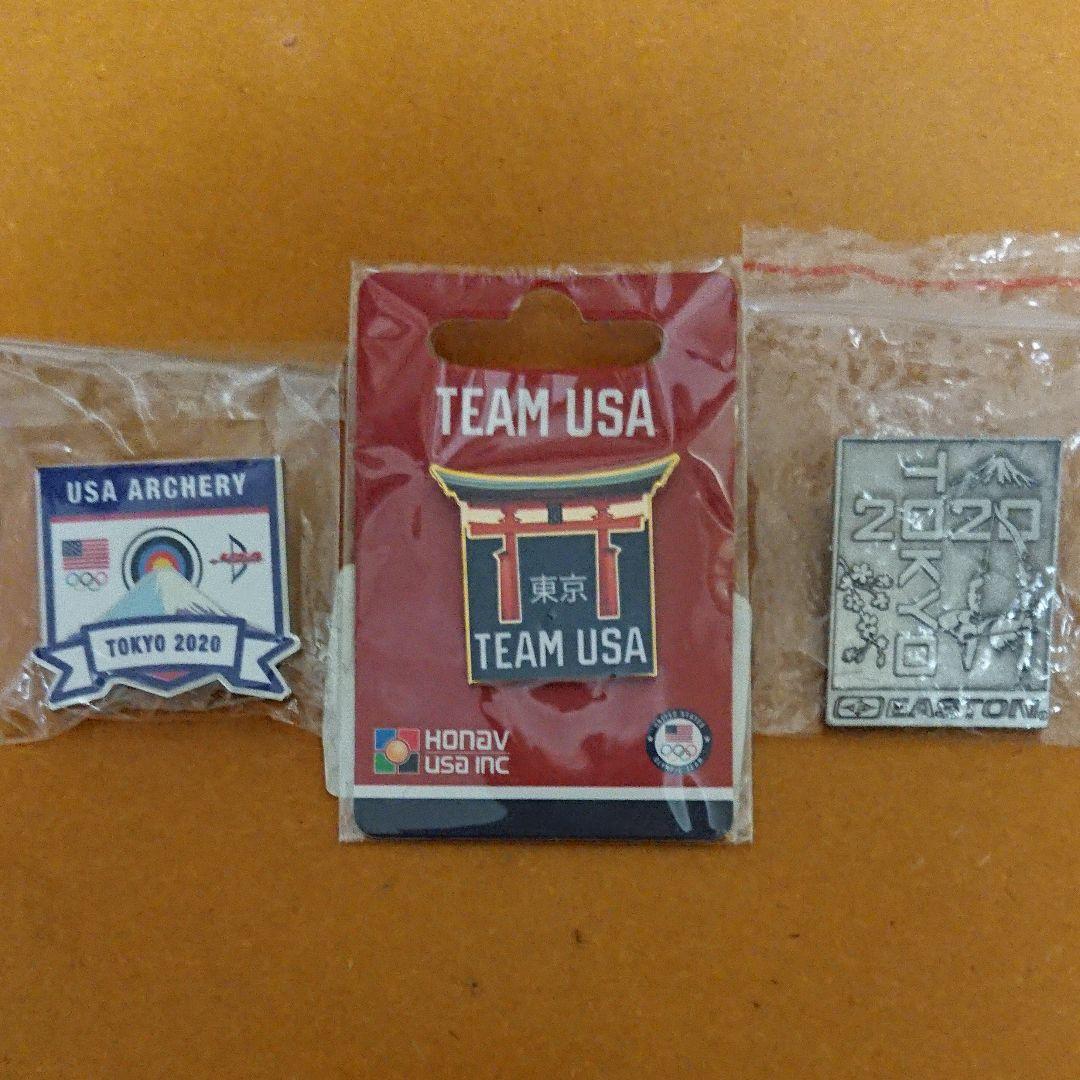 USA ARCHERY
TOKYO 2020
TEAM USA
東京
TEAM USA
HONAV
USA INC
TOKYO
2020
EASTON